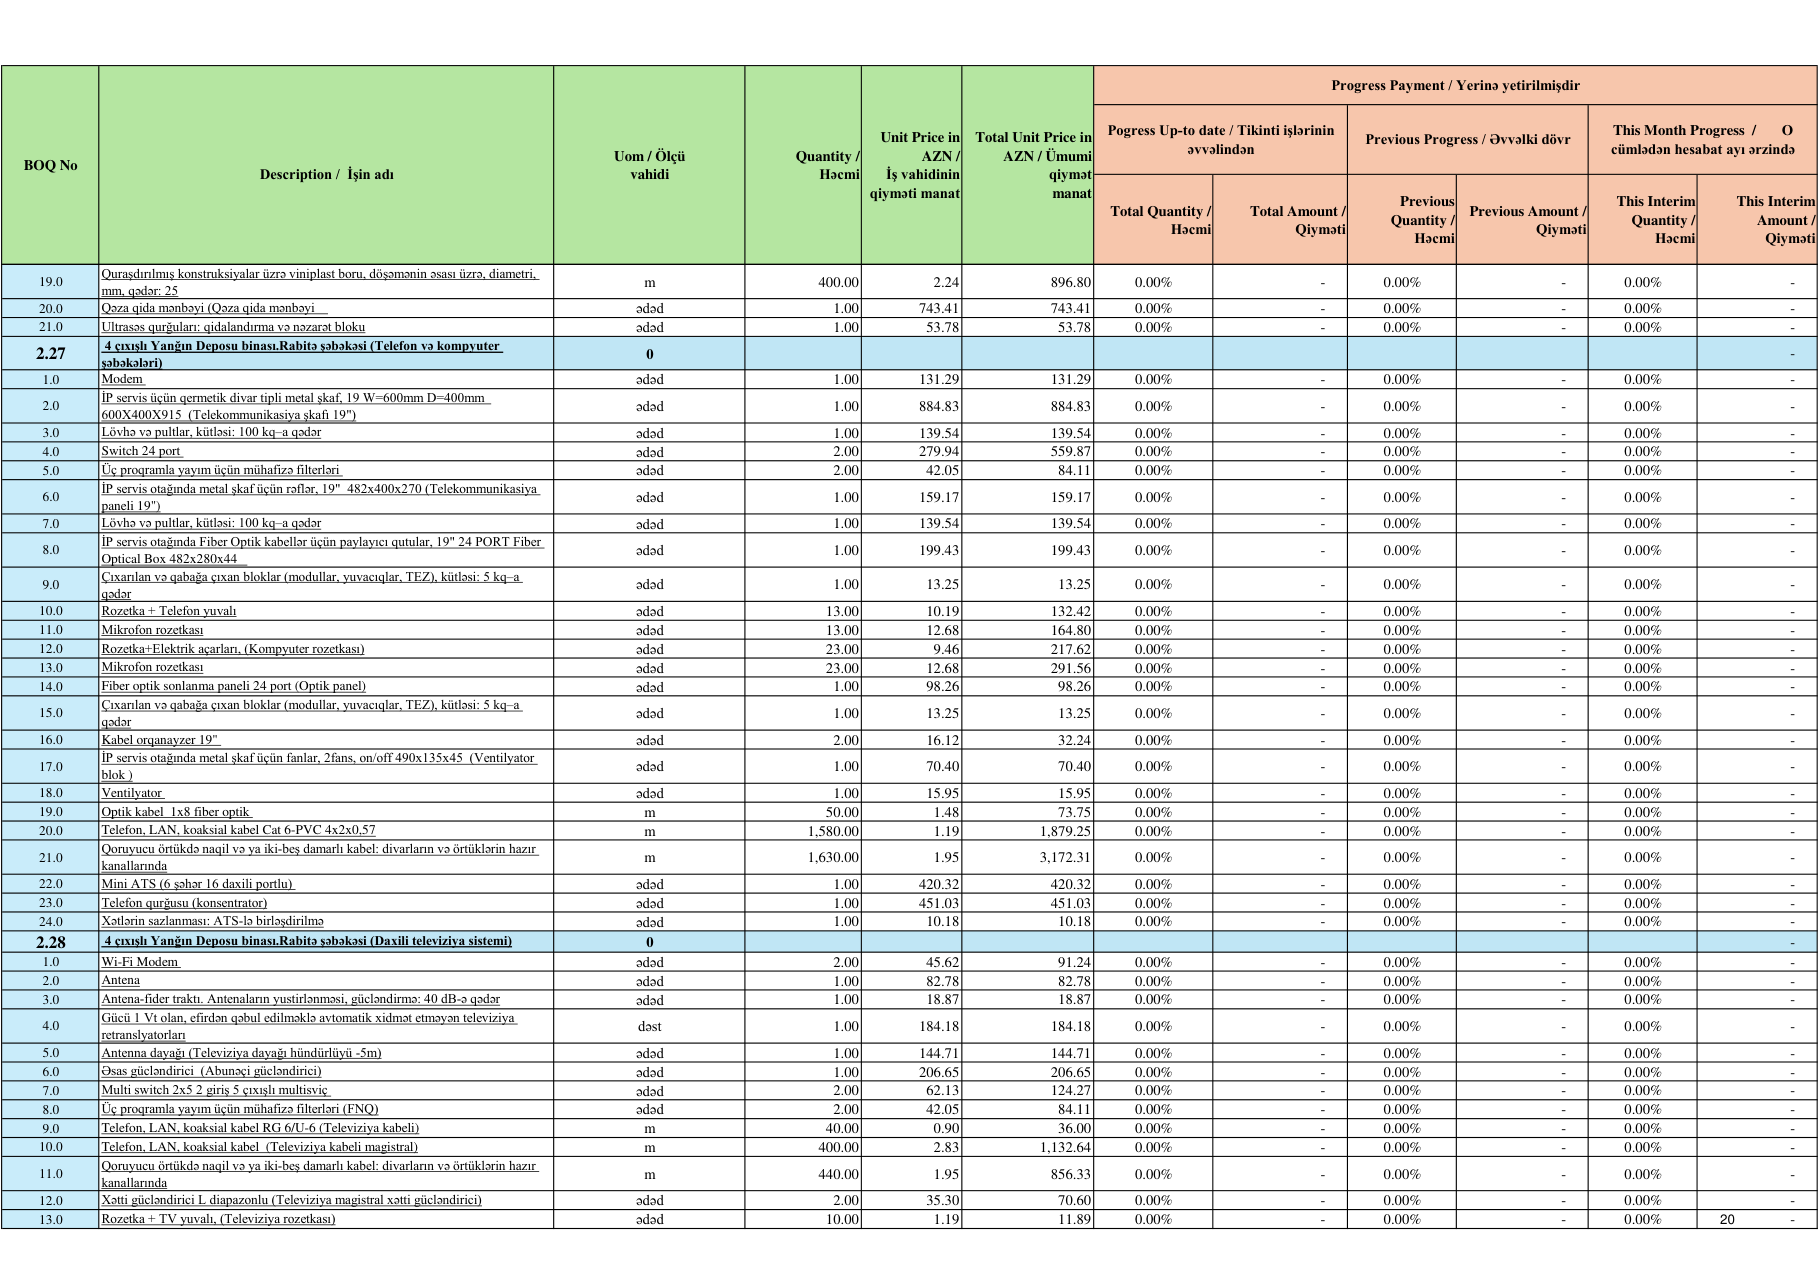 Progress Payment / Yerinə yetirilmişdir
BOQ No
Description /  İşin adı
Uom / Ölçü
vahidi
Quantity /
Həcmi
Unit Price in
AZN /
İş vahidinin
qiyməti manat
Total Unit Price in
AZN / Ümumi
qiymət
manat
Pogress Up-to date / Tikinti işlərinin
əvvəlindən
Previous Progress / Əvvəlki dövr
This Month Progress  /      O
cümlədən hesabat ayı ərzində
Total Quantity /
Həcmi
Total Amount /
Qiyməti
Previous
Quantity /
Həcmi
Previous Amount /
Qiyməti
This Interim
Quantity /
Həcmi
This Interim
Amount /
Qiyməti
19.0 Quraşdırılmış konstruksiyalar üzrə viniplast boru, döşəmənin əsası üzrə, diametri,
mm, qədər: 25 m 400.00 2.24 896.80 0.00% - 0.00% - 0.00% -
20.0 Qəza qida mənbəyi (Qəza qida mənbəyi ədəd 1.00 743.41 743.41 0.00% - 0.00% - 0.00% -
21.0 Ultrasəs qurğuları: qidalandırma və nəzarət bloku ədəd 1.00 53.78 53.78 0.00% - 0.00% - 0.00% -
2.27 4 çıxışlı Yanğın Deposu binası.Rabitə şəbəkəsi (Telefon və kompyuter
şəbəkələri) 0 -
1.0 Modem ədəd 1.00 131.29 131.29 0.00% - 0.00% - 0.00% -
2.0 İP servis üçün qermetik divar tipli metal şkaf, 19 W=600mm D=400mm
600X400X915  (Telekommunikasiya şkafı 19") ədəd 1.00 884.83 884.83 0.00% - 0.00% - 0.00% -
3.0 Lövhə və pultlar, kütləsi: 100 kq–a qədər ədəd 1.00 139.54 139.54 0.00% - 0.00% - 0.00% -
4.0 Switch 24 port ədəd 2.00 279.94 559.87 0.00% - 0.00% - 0.00% -
5.0 Üç proqramla yayım üçün mühafizə filterləri ədəd 2.00 42.05 84.11 0.00% - 0.00% - 0.00% -
6.0 İP servis otağında metal şkaf üçün rəflər, 19"  482x400x270 (Telekommunikasiya
paneli 19") ədəd 1.00 159.17 159.17 0.00% - 0.00% - 0.00% -
7.0 Lövhə və pultlar, kütləsi: 100 kq–a qədər ədəd 1.00 139.54 139.54 0.00% - 0.00% - 0.00% -
8.0 İP servis otağında Fiber Optik kabellər üçün paylayıcı qutular, 19" 24 PORT Fiber
Optical Box 482x280x44 ədəd 1.00 199.43 199.43 0.00% - 0.00% - 0.00% -
9.0 Çıxarılan və qabağa çıxan bloklar (modullar, yuvacıqlar, TEZ), kütləsi: 5 kq–a
qədər ədəd 1.00 13.25 13.25 0.00% - 0.00% - 0.00% -
10.0 Rozetka + Telefon yuvalı ədəd 13.00 10.19 132.42 0.00% - 0.00% - 0.00% -
11.0 Mikrofon rozetkası ədəd 13.00 12.68 164.80 0.00% - 0.00% - 0.00% -
12.0 Rozetka+Elektrik açarları, (Kompyuter rozetkası) ədəd 23.00 9.46 217.62 0.00% - 0.00% - 0.00% -
13.0 Mikrofon rozetkası ədəd 23.00 12.68 291.56 0.00% - 0.00% - 0.00% -
14.0 Fiber optik sonlanma paneli 24 port (Optik panel) ədəd 1.00 98.26 98.26 0.00% - 0.00% - 0.00% -
15.0 Çıxarılan və qabağa çıxan bloklar (modullar, yuvacıqlar, TEZ), kütləsi: 5 kq–a
qədər ədəd 1.00 13.25 13.25 0.00% - 0.00% - 0.00% -
16.0 Kabel orqanayzer 19" ədəd 2.00 16.12 32.24 0.00% - 0.00% - 0.00% -
17.0 İP servis otağında metal şkaf üçün fanlar, 2fans, on/off 490x135x45  (Ventilyator
blok ) ədəd 1.00 70.40 70.40 0.00% - 0.00% - 0.00% -
18.0 Ventilyator ədəd 1.00 15.95 15.95 0.00% - 0.00% - 0.00% -
19.0 Optik kabel  1x8 fiber optik m 50.00 1.48 73.75 0.00% - 0.00% - 0.00% -
20.0 Telefon, LAN, koaksial kabel Cat 6-PVC 4x2x0,57 m 1,580.00 1.19 1,879.25 0.00% - 0.00% - 0.00% -
21.0 Qoruyucu örtükdə naqil və ya iki-beş damarlı kabel: divarların və örtüklərin hazır
kanallarında m 1,630.00 1.95 3,172.31 0.00% - 0.00% - 0.00% -
22.0 Mini ATS (6 şəhər 16 daxili portlu) ədəd 1.00 420.32 420.32 0.00% - 0.00% - 0.00% -
23.0 Telefon qurğusu (konsentrator) ədəd 1.00 451.03 451.03 0.00% - 0.00% - 0.00% -
24.0 Xətlərin sazlanması: ATS-lə birləşdirilmə ədəd 1.00 10.18 10.18 0.00% - 0.00% - 0.00% -
2.28 4 çıxışlı Yanğın Deposu binası.Rabitə şəbəkəsi (Daxili televiziya sistemi) 0 -
1.0 Wi-Fi Modem ədəd 2.00 45.62 91.24 0.00% - 0.00% - 0.00% -
2.0 Antena ədəd 1.00 82.78 82.78 0.00% - 0.00% - 0.00% -
3.0 Antena-fider traktı. Antenaların yustirlənməsi, gücləndirmə: 40 dB-ə qədər ədəd 1.00 18.87 18.87 0.00% - 0.00% - 0.00% -
4.0 Gücü 1 Vt olan, efirdən qəbul edilməklə avtomatik xidmət etməyən televiziya
retranslyatorları dəst 1.00 184.18 184.18 0.00% - 0.00% - 0.00% -
5.0 Antenna dayağı (Televiziya dayağı hündürlüyü -5m) ədəd 1.00 144.71 144.71 0.00% - 0.00% - 0.00% -
6.0 Əsas gücləndirici  (Abunəçi gücləndirici) ədəd 1.00 206.65 206.65 0.00% - 0.00% - 0.00% -
7.0 Multi switch 2x5 2 giriş 5 çıxışlı multisviç ədəd 2.00 62.13 124.27 0.00% - 0.00% - 0.00% -
8.0 Üç proqramla yayım üçün mühafizə filterləri (FNQ) ədəd 2.00 42.05 84.11 0.00% - 0.00% - 0.00% -
9.0 Telefon, LAN, koaksial kabel RG 6/U-6 (Televiziya kabeli) m 40.00 0.90 36.00 0.00% - 0.00% - 0.00% -
10.0 Telefon, LAN, koaksial kabel  (Televiziya kabeli magistral) m 400.00 2.83 1,132.64 0.00% - 0.00% - 0.00% -
11.0 Qoruyucu örtükdə naqil və ya iki-beş damarlı kabel: divarların və örtüklərin hazır
kanallarında m 440.00 1.95 856.33 0.00% - 0.00% - 0.00% -
12.0 Xətti gücləndirici L diapazonlu (Televiziya magistral xətti gücləndirici) ədəd 2.00 35.30 70.60 0.00% - 0.00% - 0.00% -
13.0 Rozetka + TV yuvalı, (Televiziya rozetkası) ədəd 10.00 1.19 11.89 0.00% - 0.00% - 0.00% 20 -